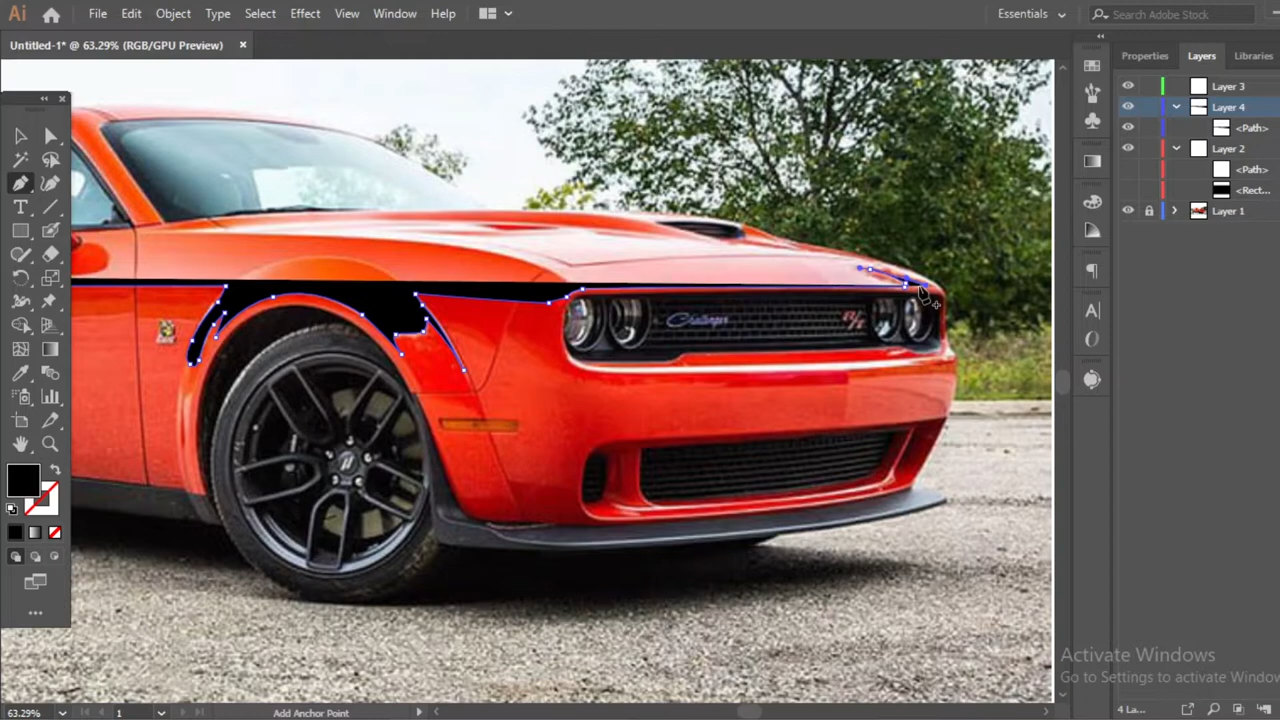 Ai File Edit Object Type Select Effect View Window Help Essentials Search Adobe Stock
Untitled-1* @ 63.29% (RGB/GPU Preview)
Properties Layers Libraries
Layer 3
Layer 4
<Path>
Layer 2
<Path>
<Rect...
Layer 1
Challenger R/T
Activate Windows
Go to Settings to activate Window
63.29% 1 Add Anchor Point 4 La...